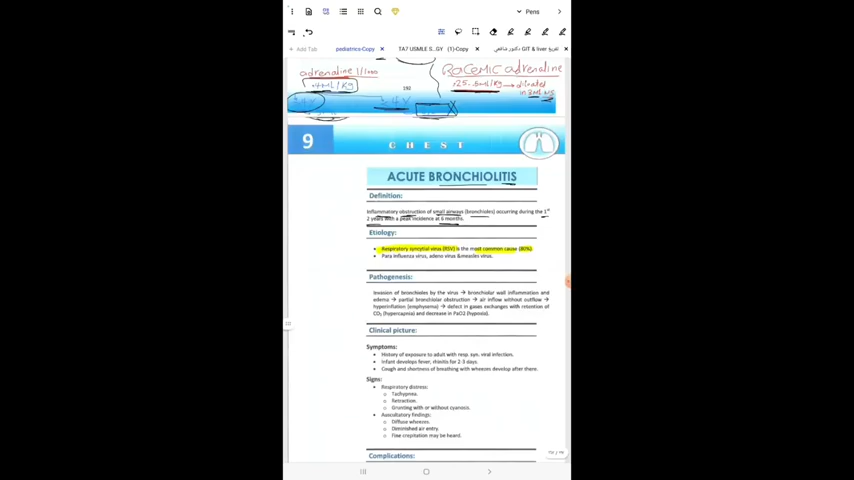 Pens
+ Add Tab
pediatrics-Copy
TA7 USMLE S..GY (1)-Copy
GIT & liver
adrenaline 1/1000
192
RACEMIC adrenaline
diluted
9
CHEST
ACUTE BRONCHIOLITIS
Definition:
Inflammatory obstruction of small airways (bronchioles) occurring during the 1st
2 years with a peak incidence at 6 months.
Etiology:
• Respiratory syncytial virus (RSV) is the most common cause (80%)
• Para influenza virus, adeno virus &measles virus.
Pathogenesis:
Invasion of bronchioles by the virus → bronchiolar wall inflammation and
edema → partial bronchiolar obstruction → air inflow without outflow →
hyperinflation (emphysema) → defect in gases exchanges with retention of
CO2 (hypercapnia) and decrease in PaO2 (hypoxia).
Clinical picture:
Symptoms:
• History of exposure to adult with resp. syn. viral infection.
• Infant develops fever, rhinitis for 2-3 days.
• Cough and shortness of breathing with wheezes develop after there.
Signs:
• Respiratory distress:
o Tachypnea.
o Retraction.
o Grunting with or without cyanosis.
• Auscultatory findings:
o Diffuse wheezes.
o Diminished air entry.
o Fine crepitation may be heard.
Complications: